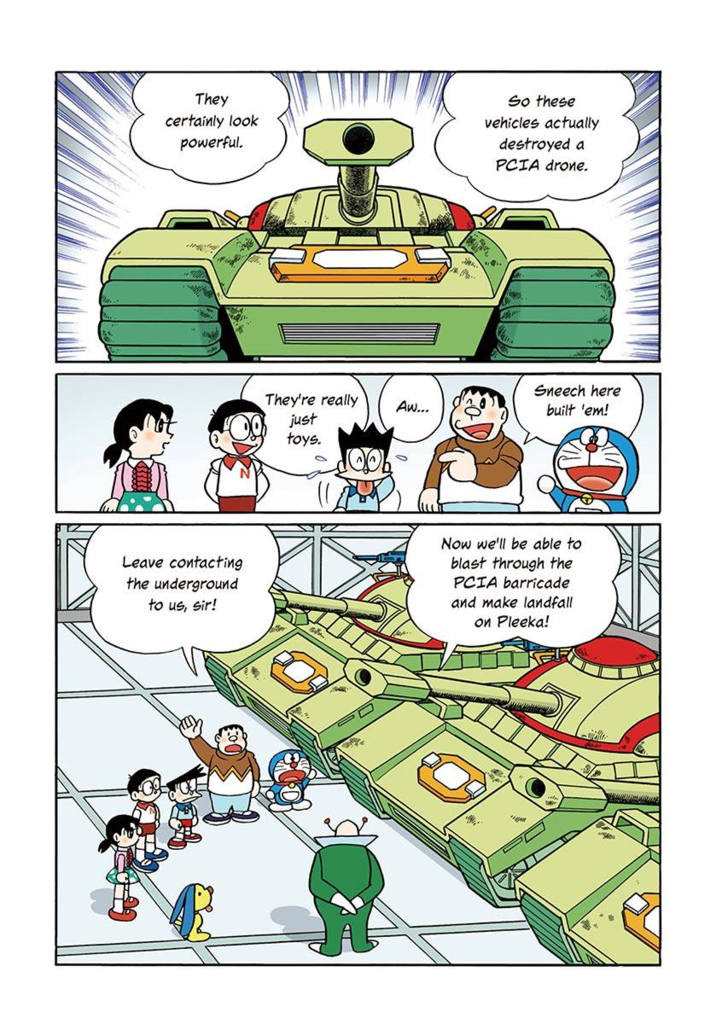 So these
vehicles actually
destroyed a
PCIA drone.
They
certainly look
powerful.
Sneech here
built 'em!
Aw...
They're really
just
toys.
N
Now we'll be able to
blast through the
PCIA barricade
and make landfall
on Pleeka!
Leave contacting
the underground
to us, sir!